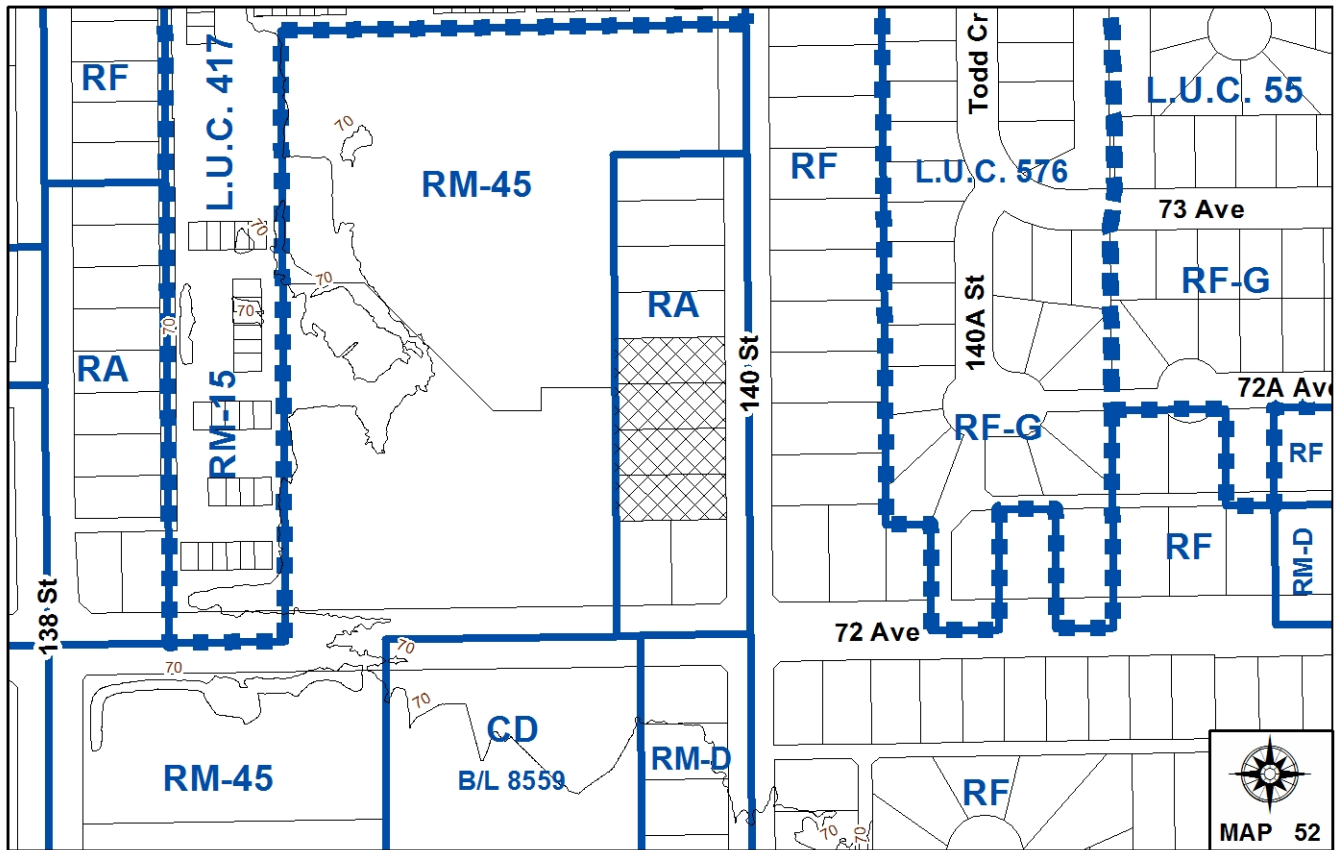 RF
L.U.C. 417
Todd Cr
L.U.C. 55
70
RM-45
RF
L.U.C. 576
73 Ave
70
70
RF-G
RA
70
70
140A St
140 St
RA
RM-15
72A Ave
RF-G
RF
RF
RM-D
138 St
72 Ave
70
70
70
CD
B/L 8559
RM-45
RM-D
RF
70
70
MAP 52